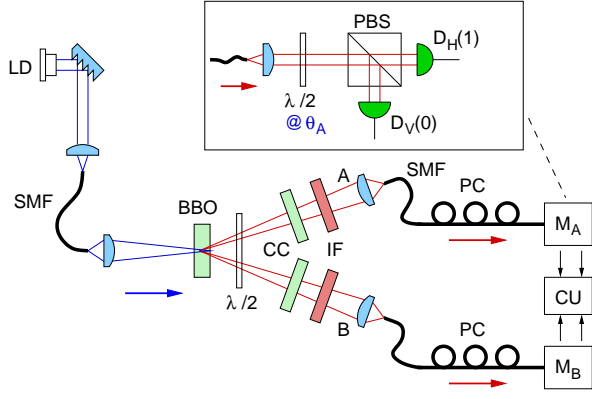 PBS
D_H(1)
LD
λ/2
@ θ_A
D_V(0)
A
SMF
PC
SMF
BBO
M_A
CC
IF
CU
λ/2
B
PC
M_B